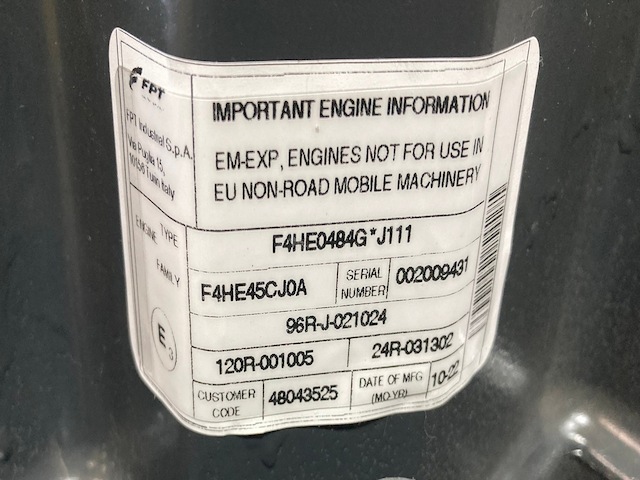 FPT
FPT Industrial S.p.A.
Via Puglia 15,
10156 Turin Italy
IMPORTANT ENGINE INFORMATION
EM-EXP, ENGINES NOT FOR USE IN
EU NON-ROAD MOBILE MACHINERY
ENGINE TYPE
F4HE0484G*J111
FAMILY
F4HE45CJ0A
SERIAL
NUMBER
002009431
96R-J-021024
E3
120R-001005
24R-031302
CUSTOMER
CODE
48043525
DATE OF MFG
(MO-YR)
10-22